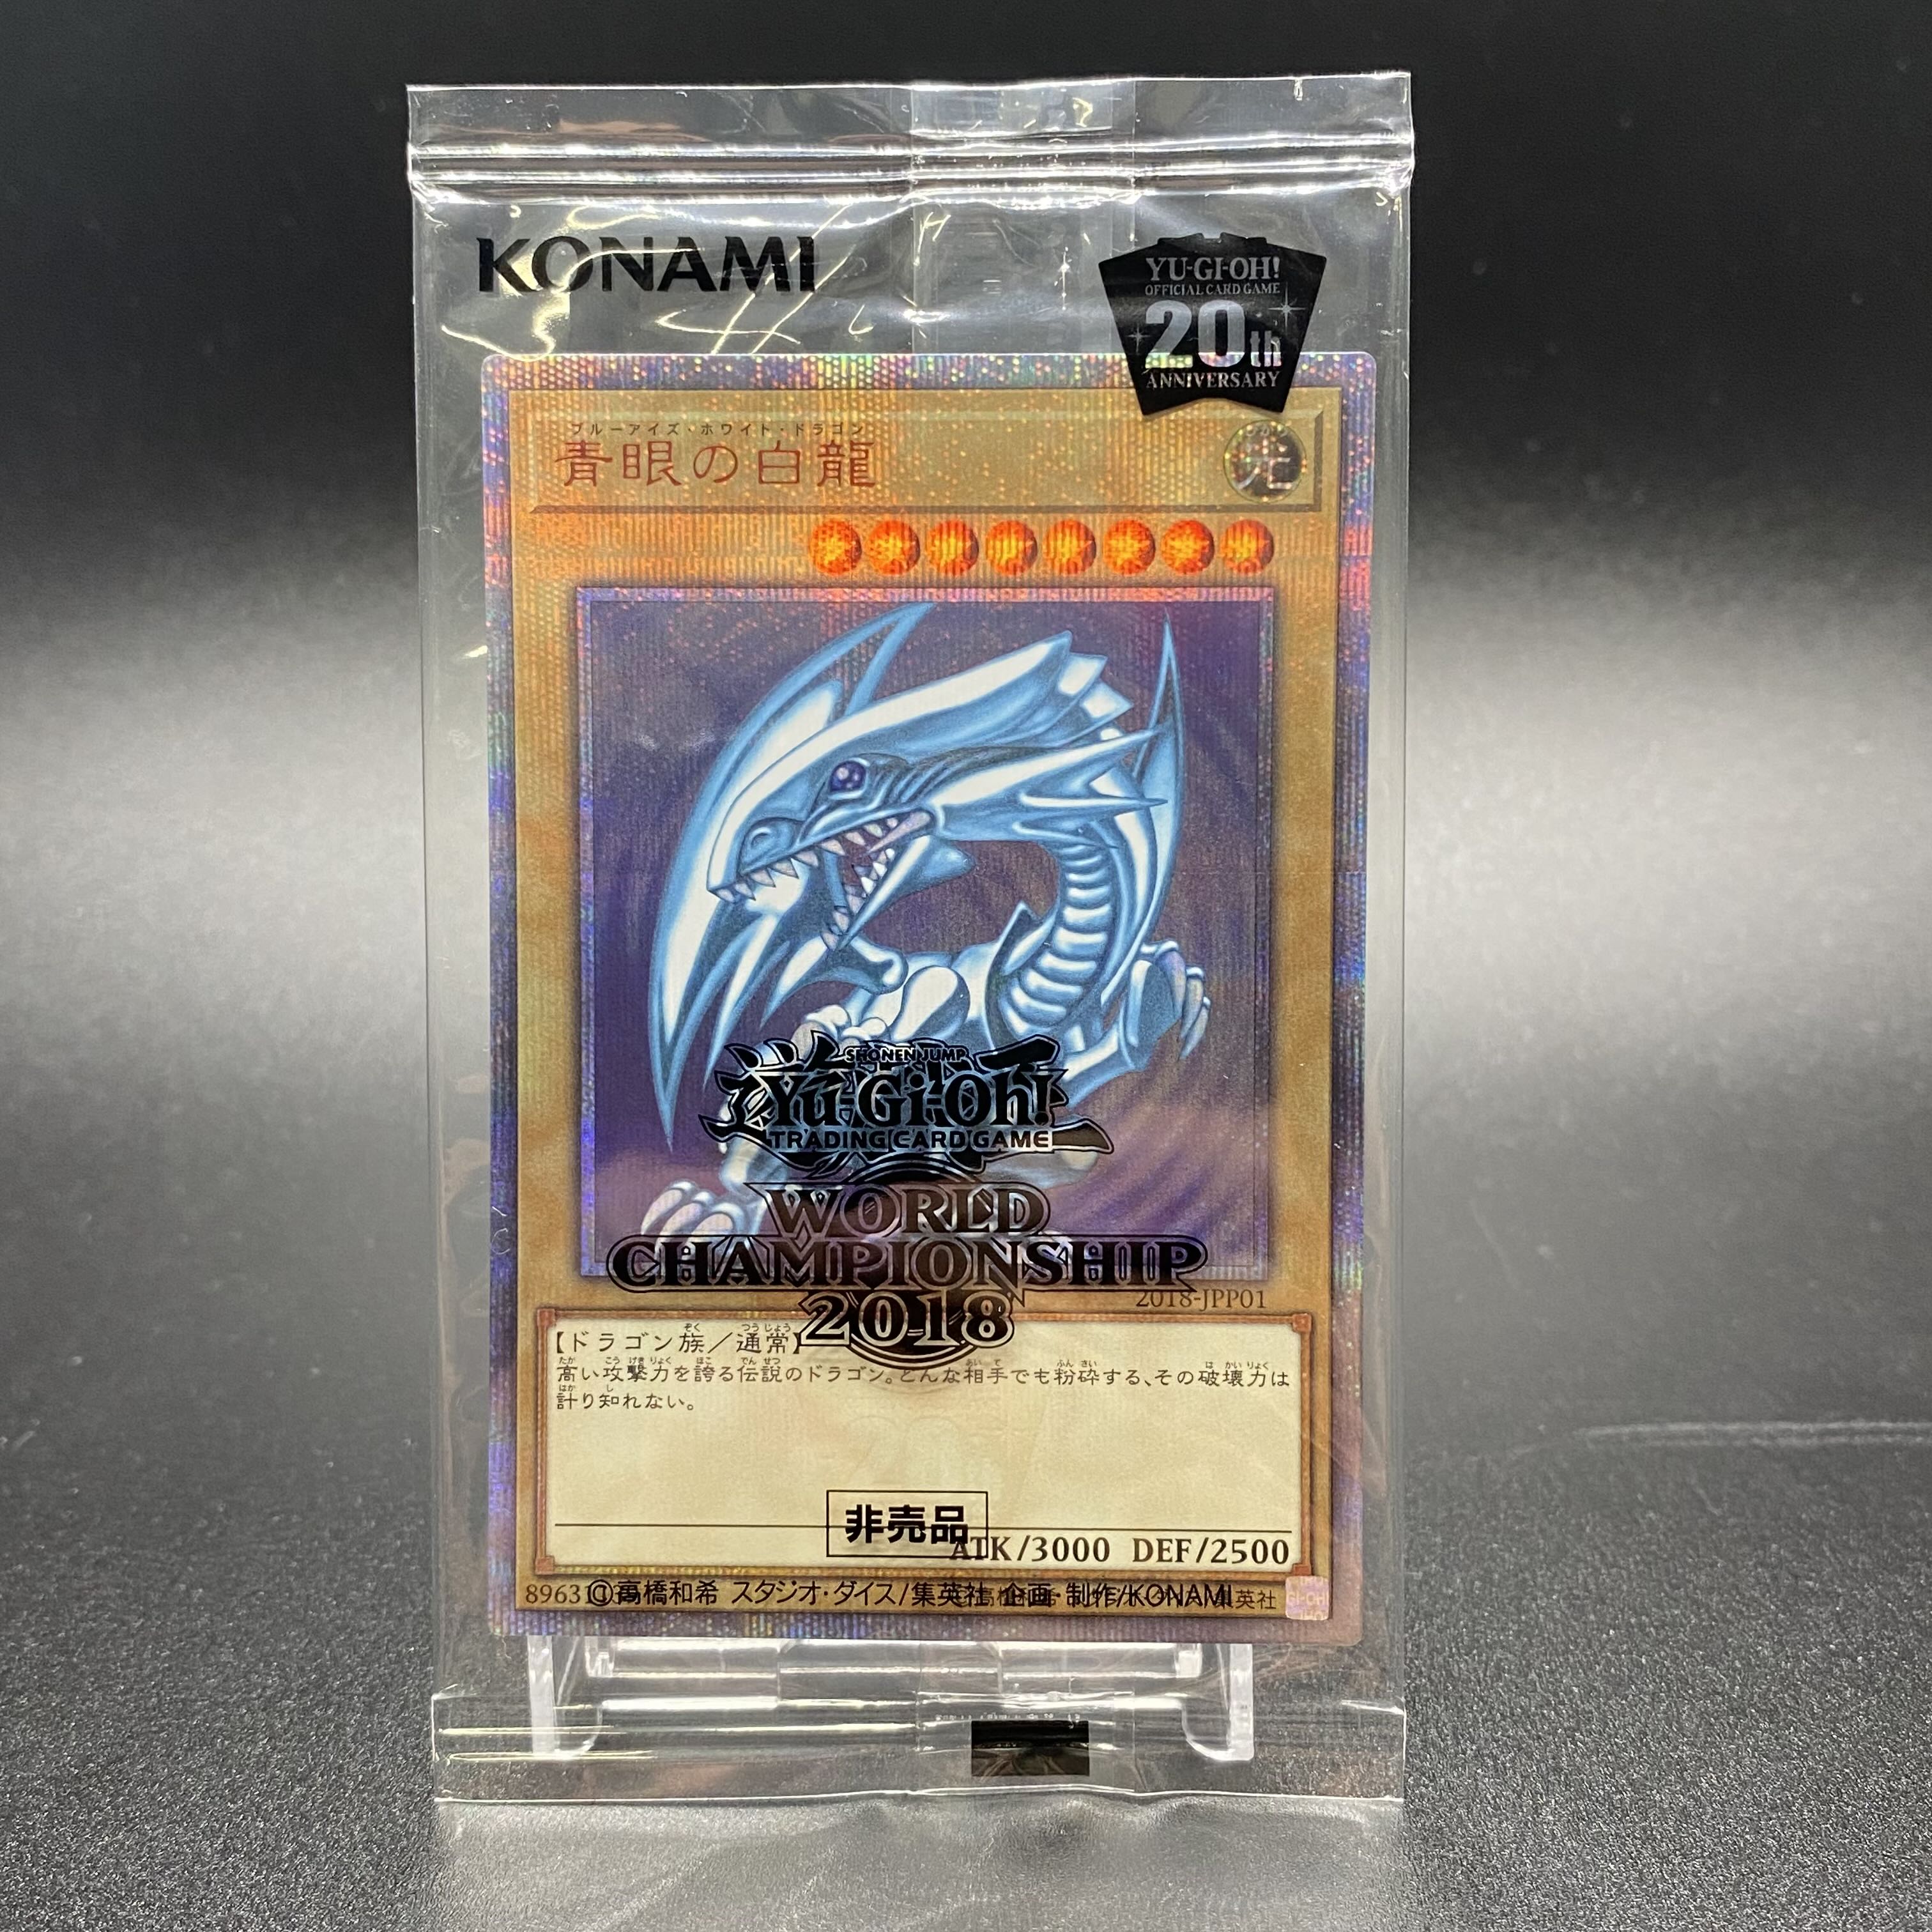 KONAMI
YU-GI-OH!
OFFICIAL CARD GAME
20th
ANNIVERSARY
ブルーアイズ・ホワイト・ドラゴン
青眼の白龍
光
SHONEN JUMP
Yu-Gi-Oh!
TRADING CARD GAME
WORLD
CHAMPIONSHIP
2018
2018-JPP01
【ドラゴン族／通常】
高い攻撃力を誇る伝説のドラゴン。どんな相手でも粉砕する、その破壊力は
計り知れない。
非売品
ATK/3000 DEF/2500
©高橋和希 スタジオ・ダイス/集英社 企画・制作/KONAMI